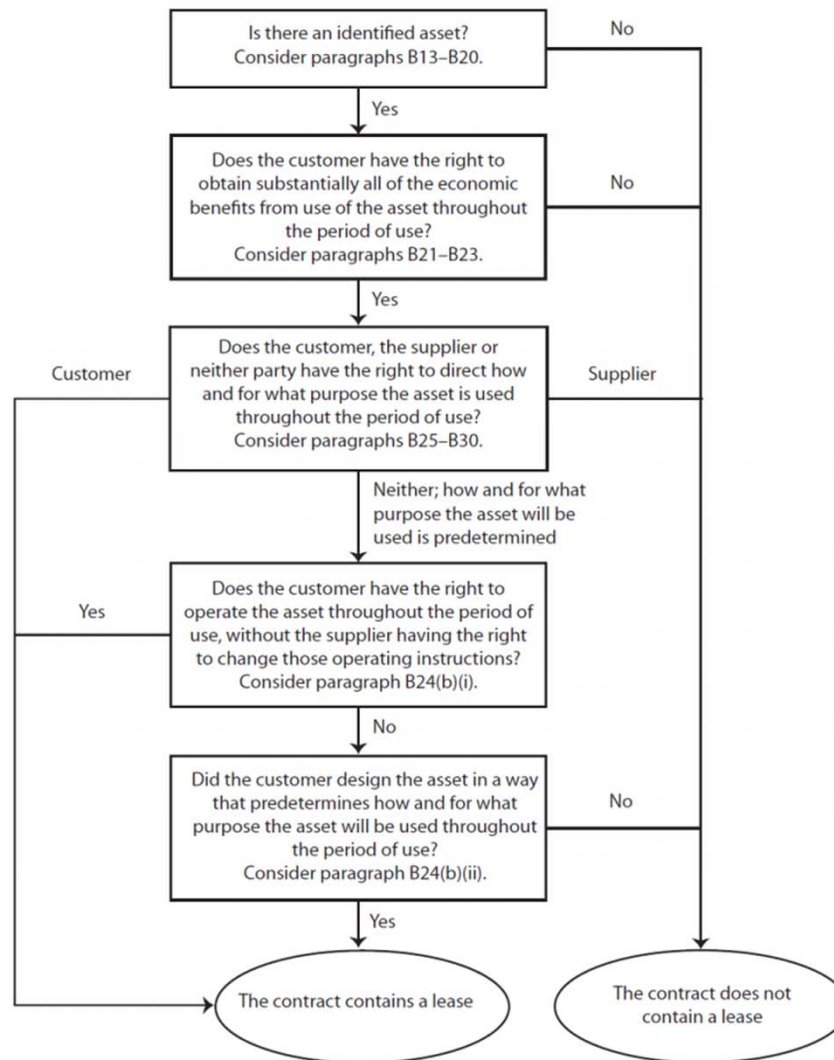 Is there an identified asset?
Consider paragraphs B13–B20.
No
Yes
Does the customer have the right to
obtain substantially all of the economic
benefits from use of the asset throughout
the period of use?
Consider paragraphs B21–B23.
No
Yes
Does the customer, the supplier or
neither party have the right to direct how
and for what purpose the asset is used
throughout the period of use?
Consider paragraphs B25–B30.
Customer
Supplier
Neither; how and for what
purpose the asset will be
used is predetermined
Does the customer have the right to
operate the asset throughout the period of
use, without the supplier having the right
to change those operating instructions?
Consider paragraph B24(b)(i).
Yes
No
Did the customer design the asset in a way
that predetermines how and for what
purpose the asset will be used throughout
the period of use?
Consider paragraph B24(b)(ii).
No
Yes
The contract contains a lease
The contract does not
contain a lease